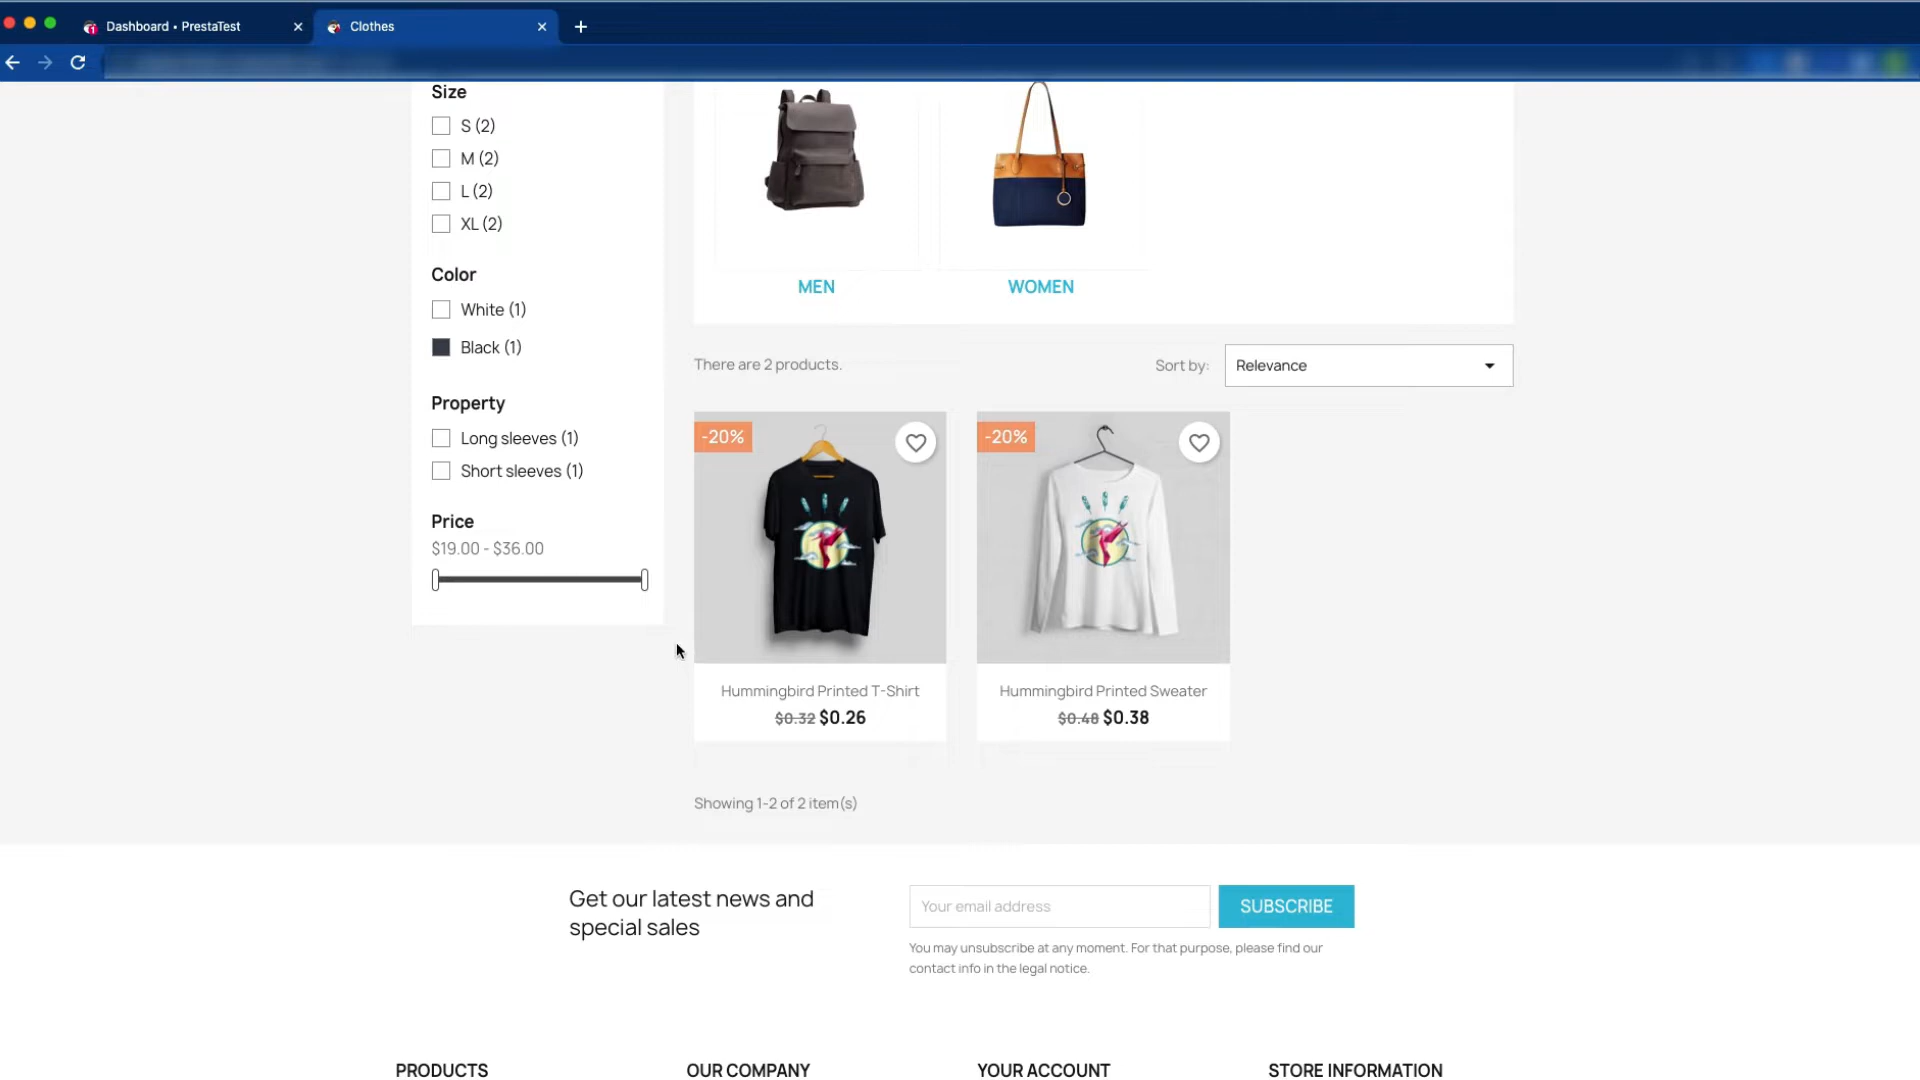 Dashboard • PrestaTest
Clothes
Size
S (2)
M (2)
L (2)
XL (2)
Color
White (1)
Black (1)
Property
Long sleeves (1)
Short sleeves (1)
Price
$19.00 - $36.00
MEN
WOMEN
There are 2 products.
Sort by:
Relevance
-20%
-20%
Hummingbird Printed T-Shirt
$0.32 $0.26
Hummingbird Printed Sweater
$0.48 $0.38
Showing 1-2 of 2 item(s)
Get our latest news and
special sales
Your email address
SUBSCRIBE
You may unsubscribe at any moment. For that purpose, please find our
contact info in the legal notice.
PRODUCTS
OUR COMPANY
YOUR ACCOUNT
STORE INFORMATION